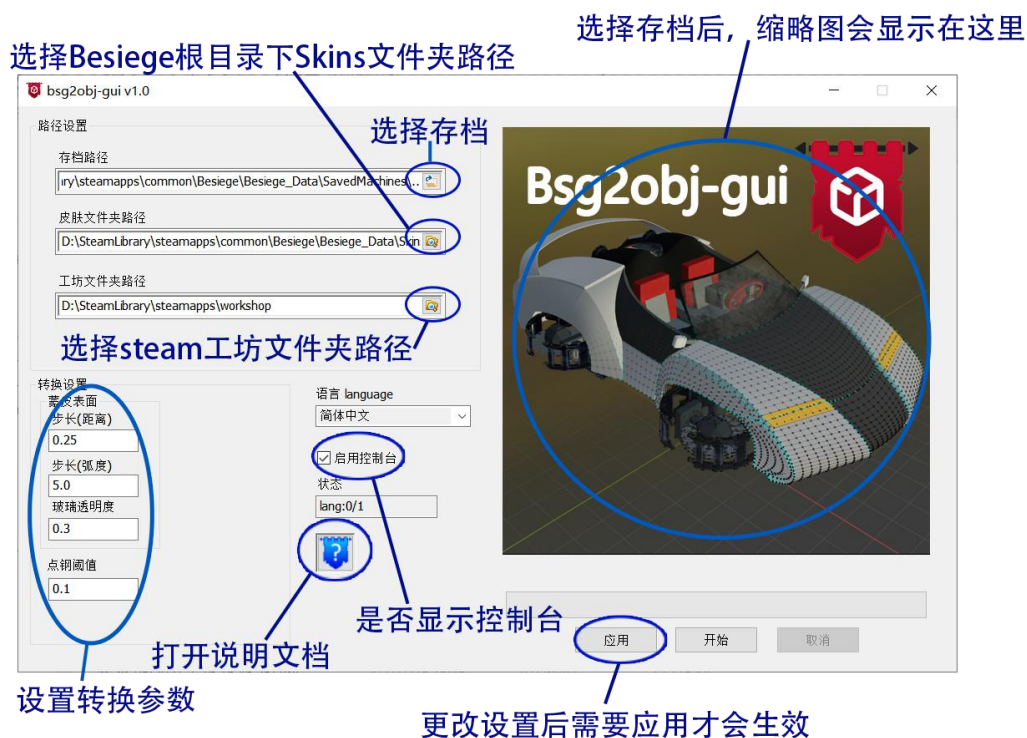 选择存档后，缩略图会显示在这里
选择Besiege根目录下Skins文件夹路径
bsg2obj-gui v1.0
路径设置
选择存档
存档路径
iry\steamapps\common\Besiege\Besiege_Data\SavedMachines\..
Bsg2obj-gui
皮肤文件夹路径
D:\SteamLibrary\steamapps\common\Besiege\Besiege_Data\Skin
工坊文件夹路径
D:\SteamLibrary\steamapps\workshop
选择steam工坊文件夹路径
转换设置
蒙皮表面
步长(距离)
0.25
步长(弧度)
5.0
玻璃透明度
0.3
点钢阈值
0.1
语言 language
简体中文
启用控制台
状态
lang:0/1
?
是否显示控制台
打开说明文档
应用
开始
取消
设置转换参数
更改设置后需要应用才会生效